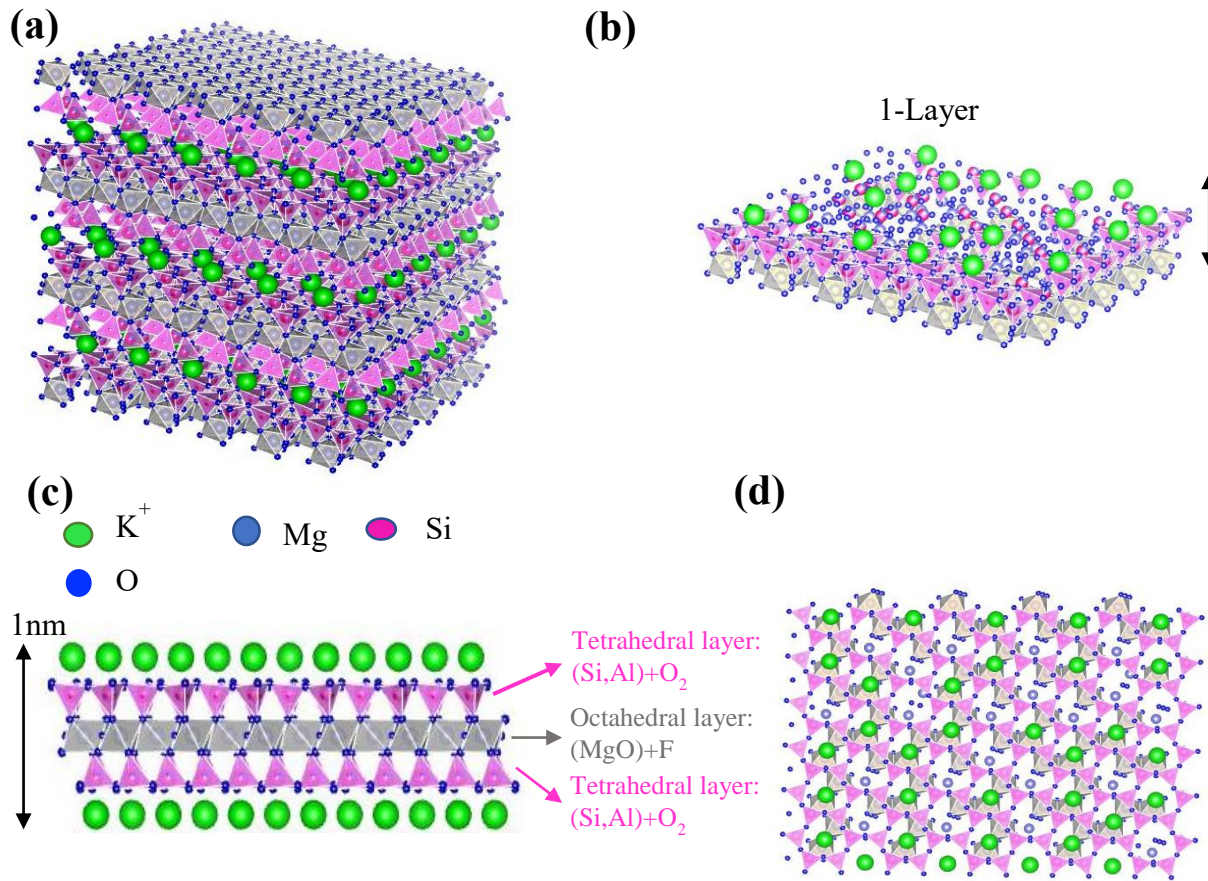 (a)
(b)
1-Layer
(c)
K+ Mg Si
O
1nm
Tetrahedral layer:
(Si,Al)+O2
Octahedral layer:
(MgO)+F
Tetrahedral layer:
(Si,Al)+O2
(d)